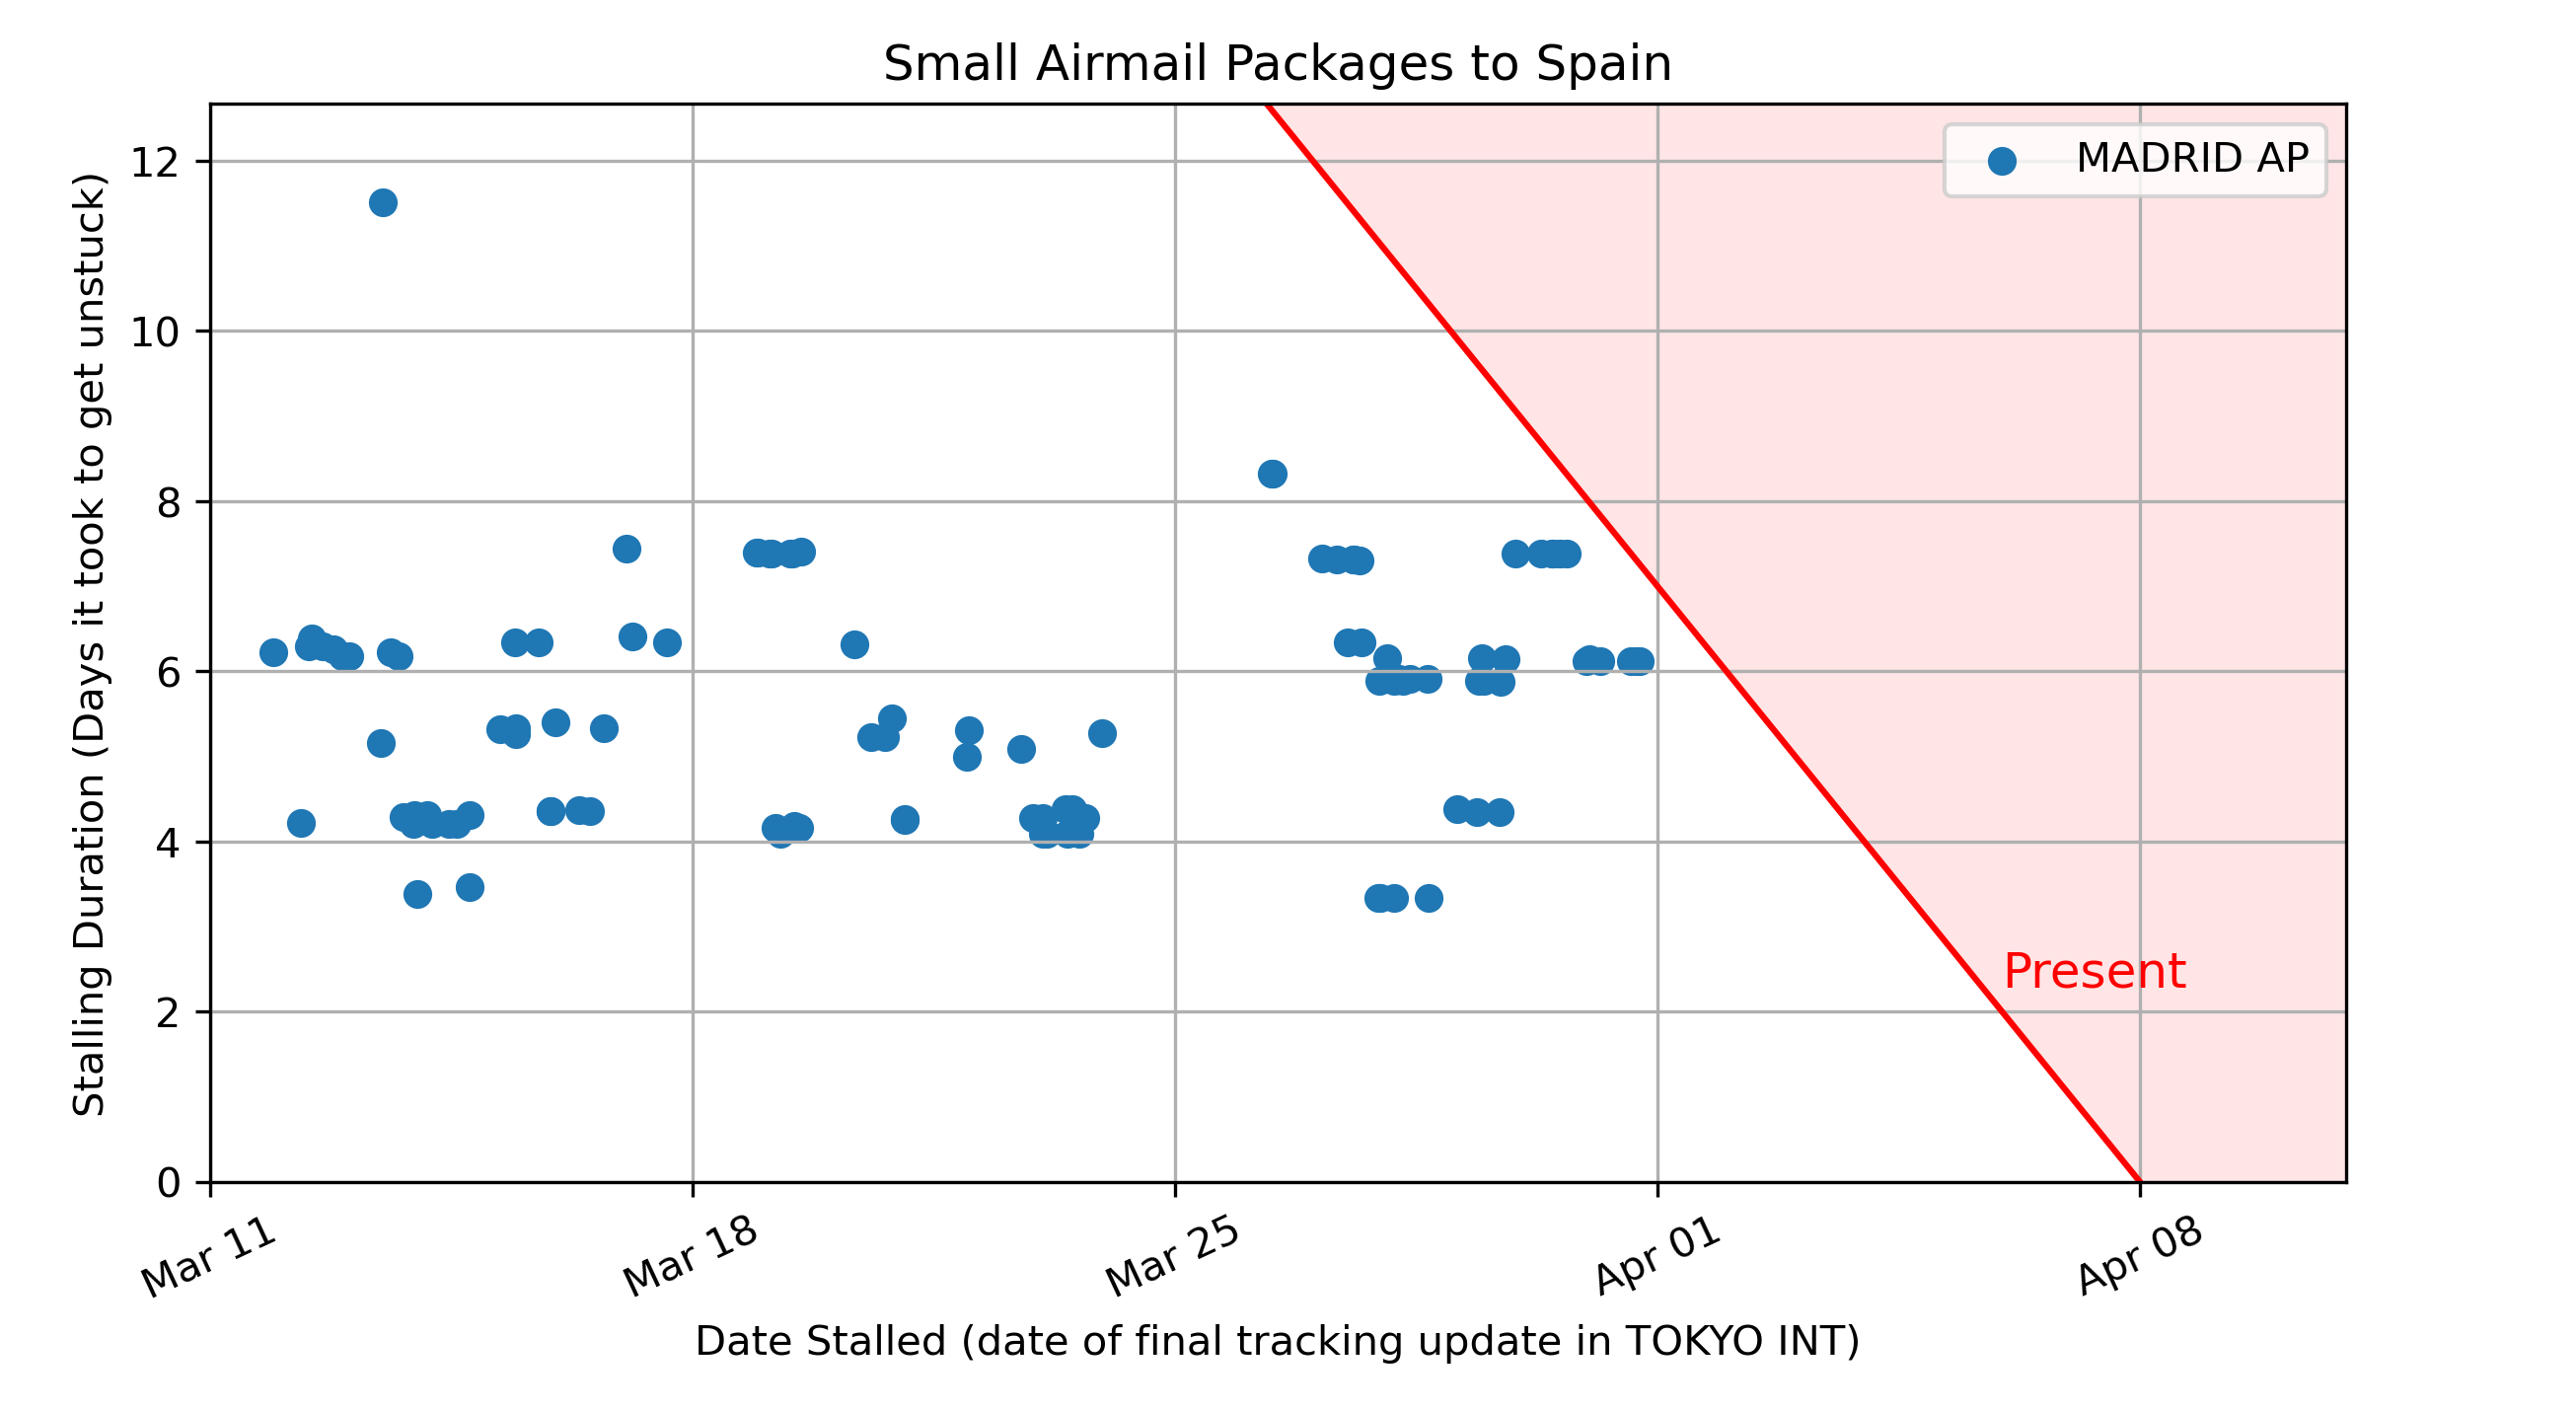 Small Airmail Packages to Spain
MADRID AP
Stalling Duration (Days it took to get unstuck)
12
10
8
6
4
2
0
Present
Mar 11
Mar 18
Mar 25
Apr 01
Apr 08
Date Stalled (date of final tracking update in TOKYO INT)